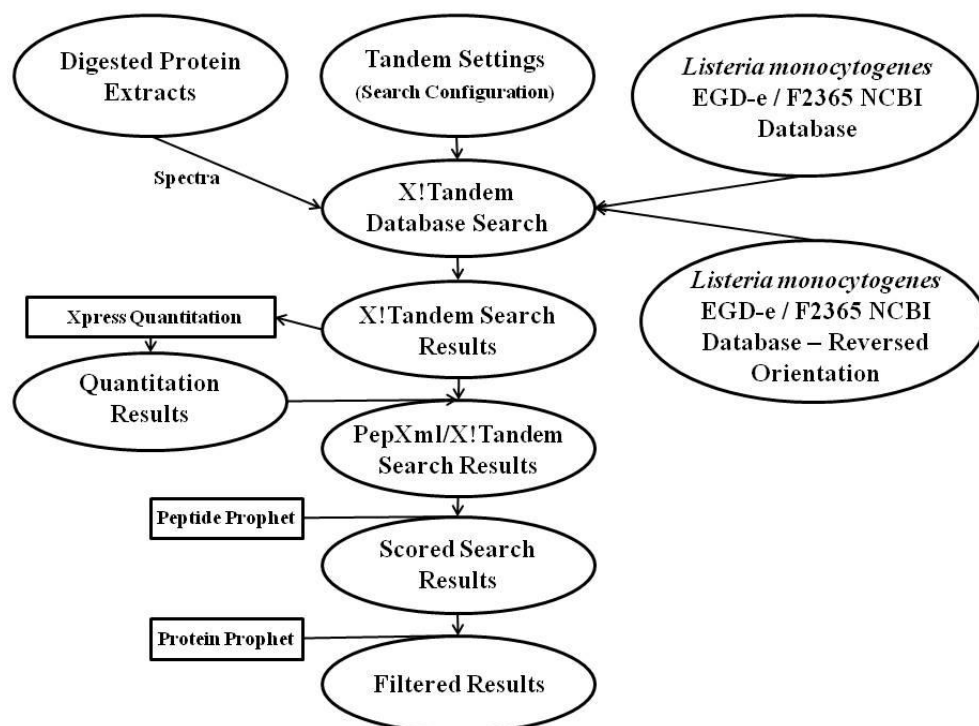 Digested Protein
Extracts
Tandem Settings
(Search Configuration)
Listeria monocytogenes
EGD-e / F2365 NCBI
Database
Spectra
X!Tandem
Database Search
Listeria monocytogenes
EGD-e / F2365 NCBI
Database – Reversed
Orientation
Xpress Quantitation
X!Tandem Search
Results
Quantitation
Results
PepXml/X!Tandem
Search Results
Peptide Prophet
Scored Search
Results
Protein Prophet
Filtered Results